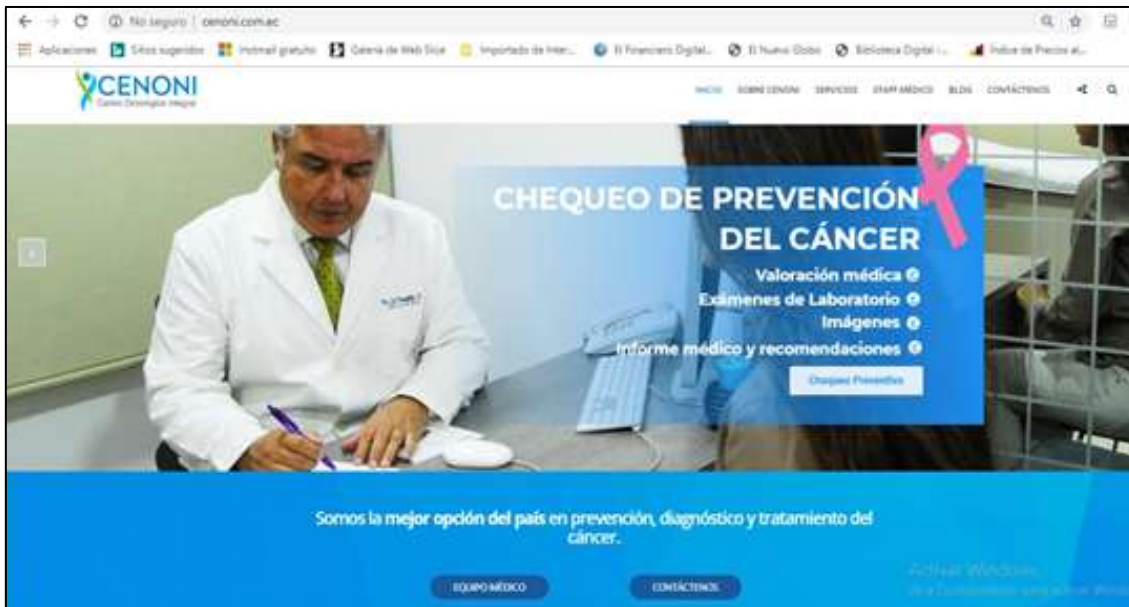 No seguro | cenoni.com.ec
Aplicaciones Sitios sugeridos Hotmail gratuito Galería de Web Slice Importado de Inter... El Financiero Digital... El Nuevo Globo Biblioteca Digital Índice de Precios al...
CENONI
Centro Oncológico Integral
INICIO SOBRE CENONI SERVICIOS STAFF MÉDICO BLOG CONTÁCTENOS
CHEQUEO DE PREVENCIÓN
DEL CÁNCER
Valoración médica
Exámenes de Laboratorio
Imágenes
Informe médico y recomendaciones
Chequeo Preventivo
Somos la mejor opción del país en prevención, diagnóstico y tratamiento del
cáncer.
EQUIPO MÉDICO CONTÁCTENOS
Activar Windows